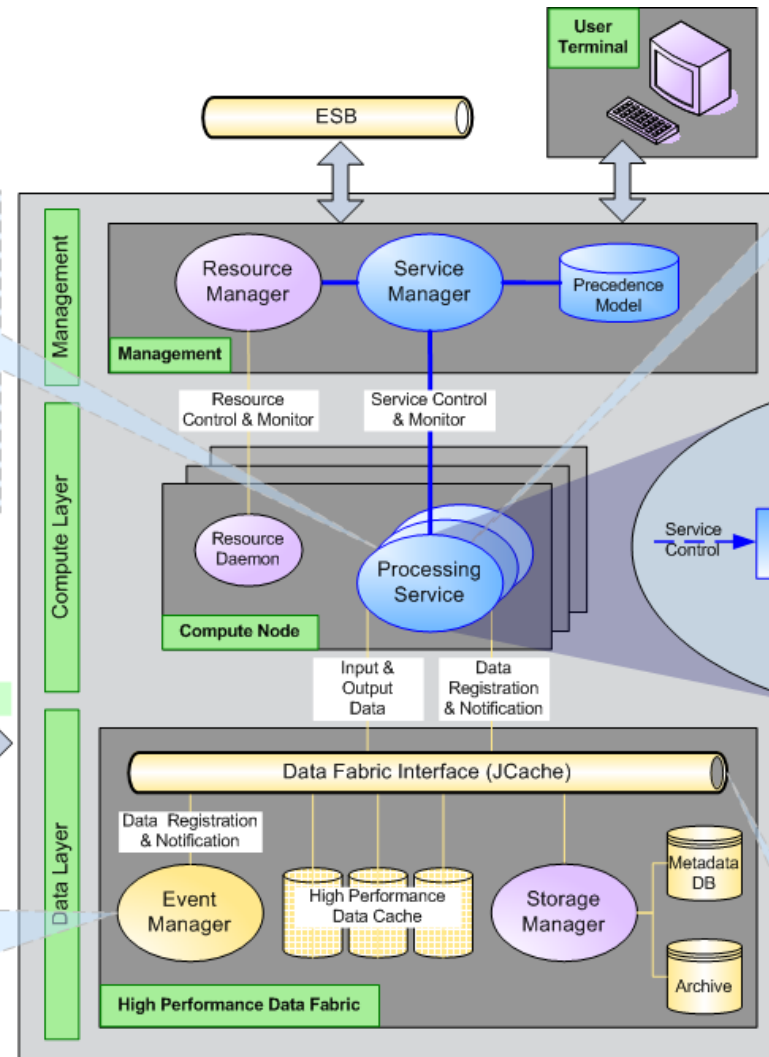 User
Terminal
ESB
Management
Resource
Manager
Service
Manager
Precedence
Model
Management
Resource
Control & Monitor
Service Control
& Monitor
Compute Layer
Resource
Daemon
Processing
Service
Compute Node
Service
Control
Input &
Output
Data
Data
Registration
& Notification
Data Layer
Data Fabric Interface (JCache)
Data Registration
& Notification
Event
Manager
High Performance
Data Cache
Storage
Manager
Metadata
DB
Archive
High Performance Data Fabric